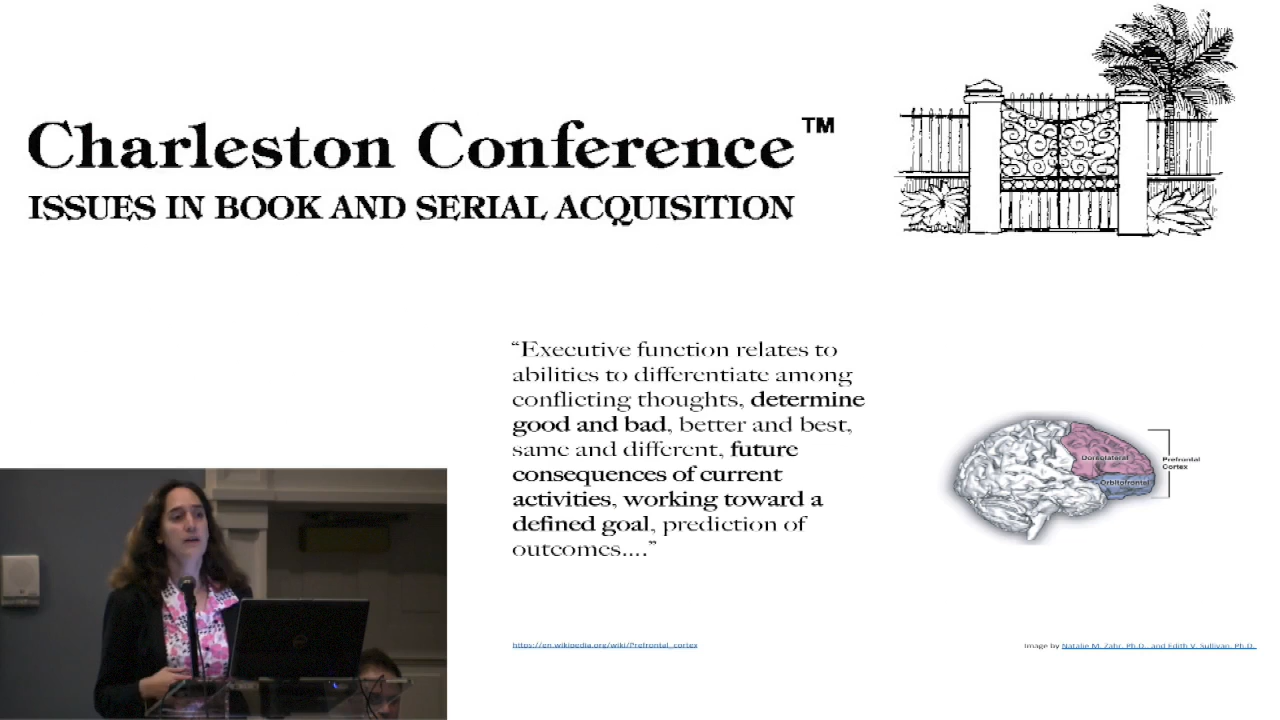 Charleston Conference™
ISSUES IN BOOK AND SERIAL ACQUISITION
“Executive function relates to
abilities to differentiate among
conflicting thoughts, determine
good and bad, better and best,
same and different, future
consequences of current
activities, working toward a
defined goal, prediction of
outcomes....”
Dorsolateral
Orbitofrontal
Prefrontal
Cortex
https://en.wikipedia.org/wiki/Prefrontal_cortex
Image by Natalie M. Zahr, Ph.D., and Edith V. Sullivan, Ph.D.